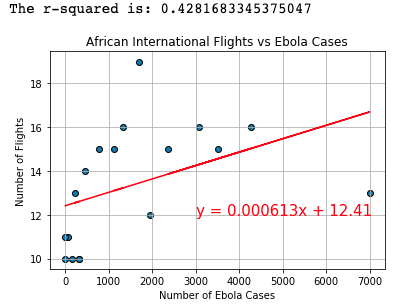 The r-squared is: 0.4281683345375047
African International Flights vs Ebola Cases
Number of Flights
18
16
14
12
10
y = 0.000613x + 12.41
0 1000 2000 3000 4000 5000 6000 7000
Number of Ebola Cases